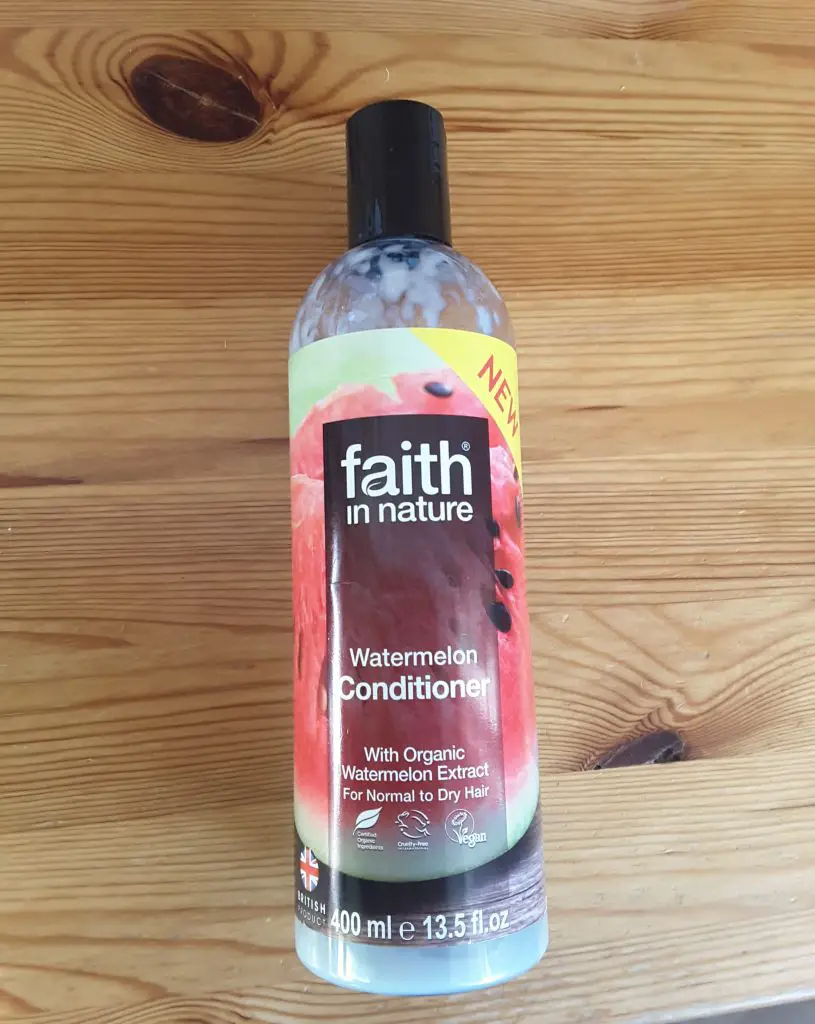 NEW
faith®
in nature
Watermelon
Conditioner
With Organic
Watermelon Extract
For Normal to Dry Hair
Certified
Organic
Ingredients
Cruelty-Free
Vegan
BRITISH
PRODUCT
400 ml e 13.5 fl.oz